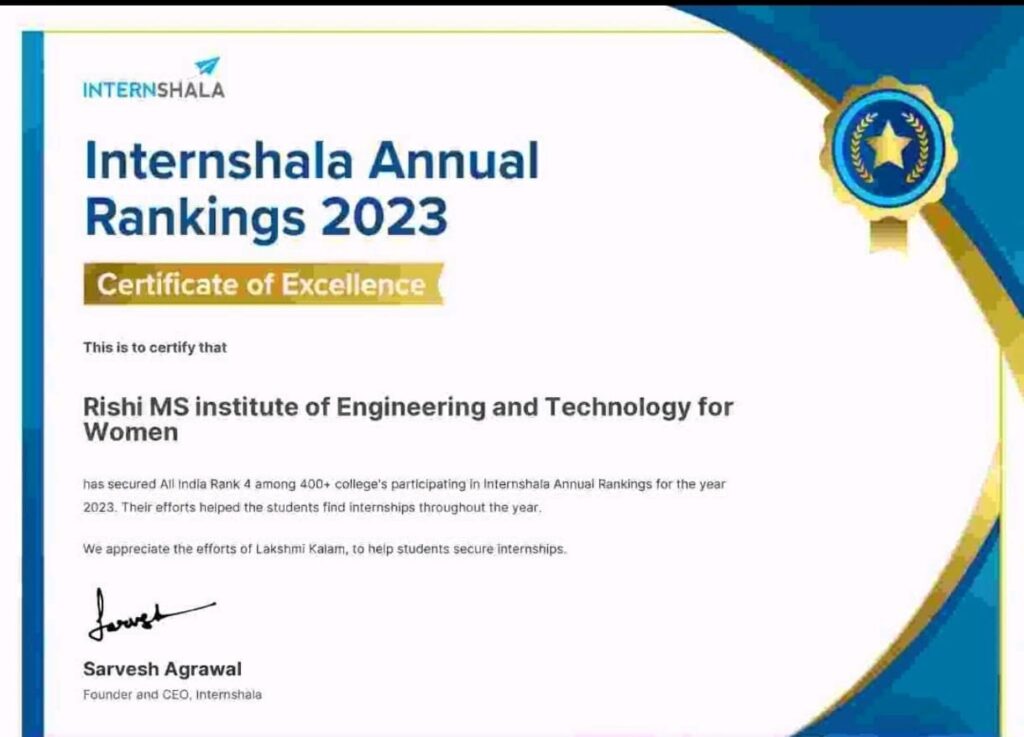 INTERNSHALA
Internshala Annual
Rankings 2023
Certificate of Excellence
This is to certify that
Rishi MS institute of Engineering and Technology for
Women
has secured All India Rank 4 among 400+ college's participating in Internshala Annual Rankings for the year
2023. Their efforts helped the students find internships throughout the year.
We appreciate the efforts of Lakshmi Kalam, to help students secure internships.
Sarvesh
Sarvesh Agrawal
Founder and CEO, Internshala